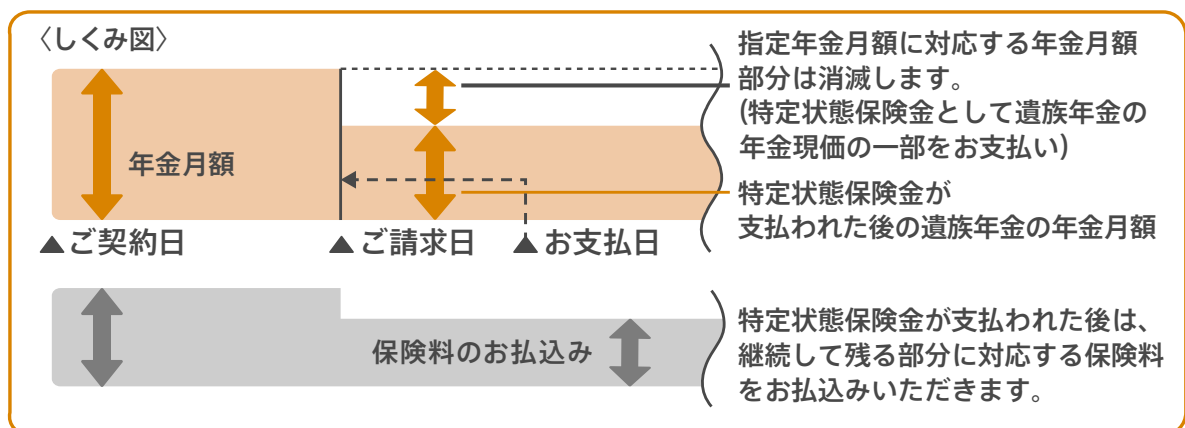 〈しくみ図〉
指定年金月額に対応する年金月額
部分は消滅します。
(特定状態保険金として遺族年金の
年金現価の一部をお支払い)
年金月額
特定状態保険金が
支払われた後の遺族年金の年金月額
▲ご契約日
▲ご請求日
▲お支払日
保険料のお払込み
特定状態保険金が支払われた後は、
継続して残る部分に対応する保険料
をお払込みいただきます。